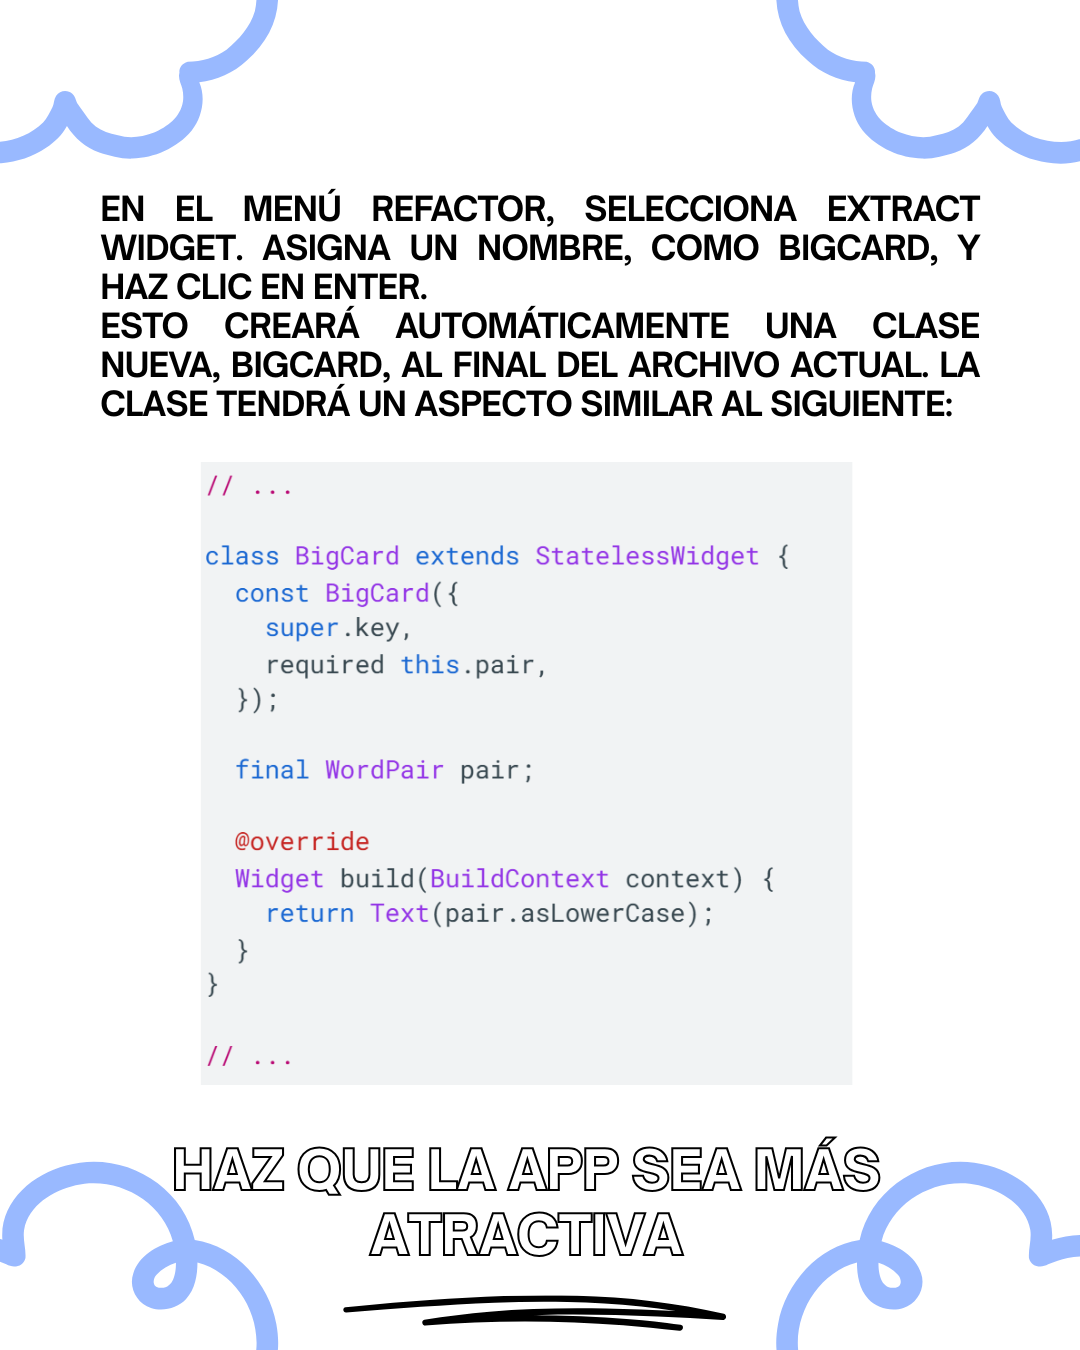 EN EL MENÚ REFACTOR, SELECCIONA EXTRACT
WIDGET. ASIGNA UN NOMBRE, COMO BIGCARD, Y
HAZ CLIC EN ENTER.
ESTO CREARÁ AUTOMÁTICAMENTE UNA CLASE
NUEVA, BIGCARD, AL FINAL DEL ARCHIVO ACTUAL. LA
CLASE TENDRÁ UN ASPECTO SIMILAR AL SIGUIENTE:
// ...
class BigCard extends StatelessWidget {
  const BigCard({
    super.key,
    required this.pair,
  });
  final WordPair pair;
  @override
  Widget build(BuildContext context) {
    return Text(pair.asLowerCase);
  }
}
// ...
HAZ QUE LA APP SEA MÁS
ATRACTIVA